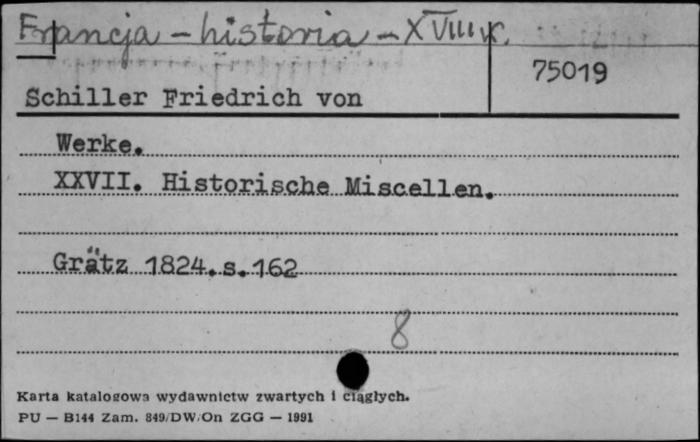 Francja – historia – XVIII w.
75019
Schiller Friedrich von
Werke.
XXVII. Historische Miscellen.
Grätz 1824. s. 162
8
Karta katalogowa wydawnictw zwartych i ciągłych.
PU — B144 Zam. 849/DW/On ZGG — 1991